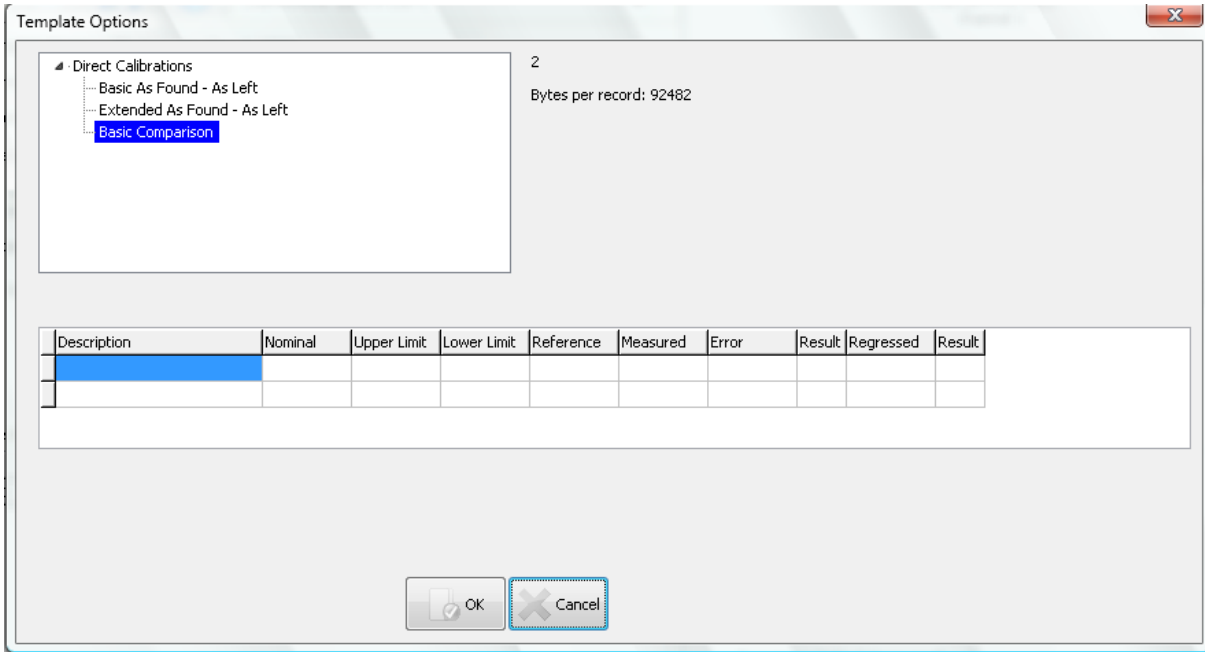 Template Options
Direct Calibrations
Basic As Found - As Left
Extended As Found - As Left
Basic Comparison
2
Bytes per record: 92482
Description Nominal Upper Limit Lower Limit Reference Measured Error Result Regressed Result
OK Cancel